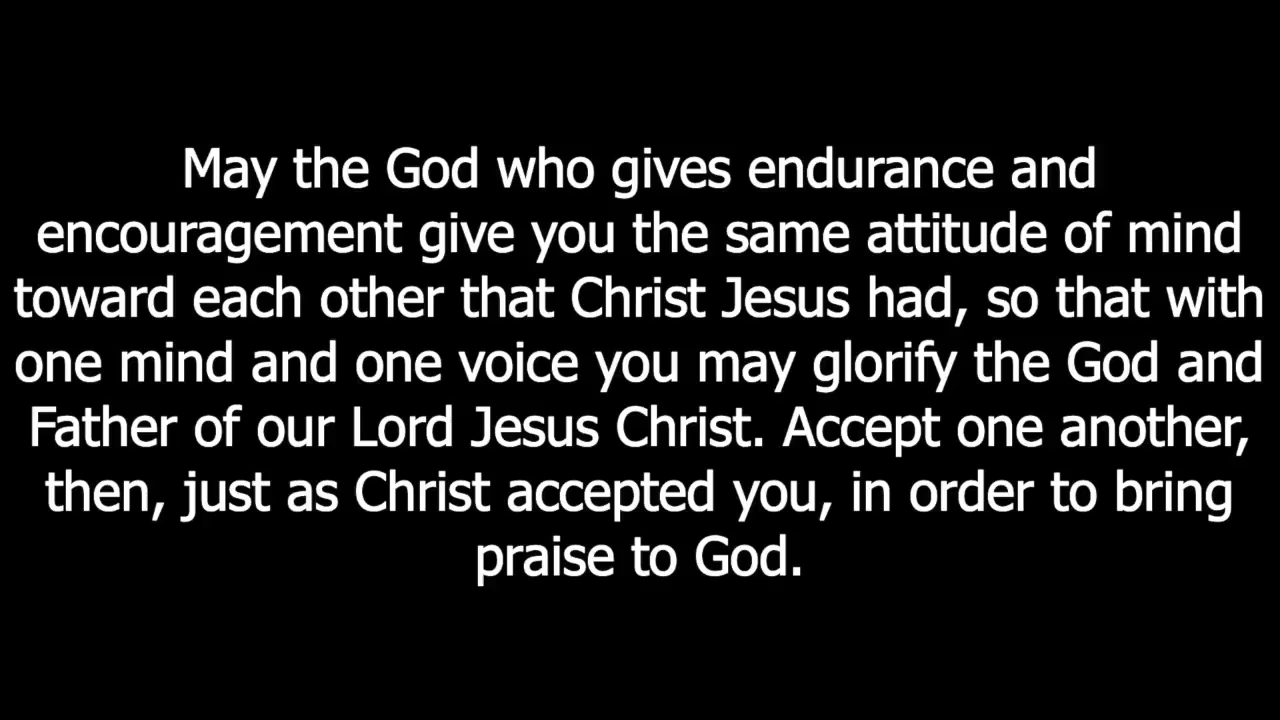 May the God who gives endurance and
encouragement give you the same attitude of mind
toward each other that Christ Jesus had, so that with
one mind and one voice you may glorify the God and
Father of our Lord Jesus Christ. Accept one another,
then, just as Christ accepted you, in order to bring
praise to God.